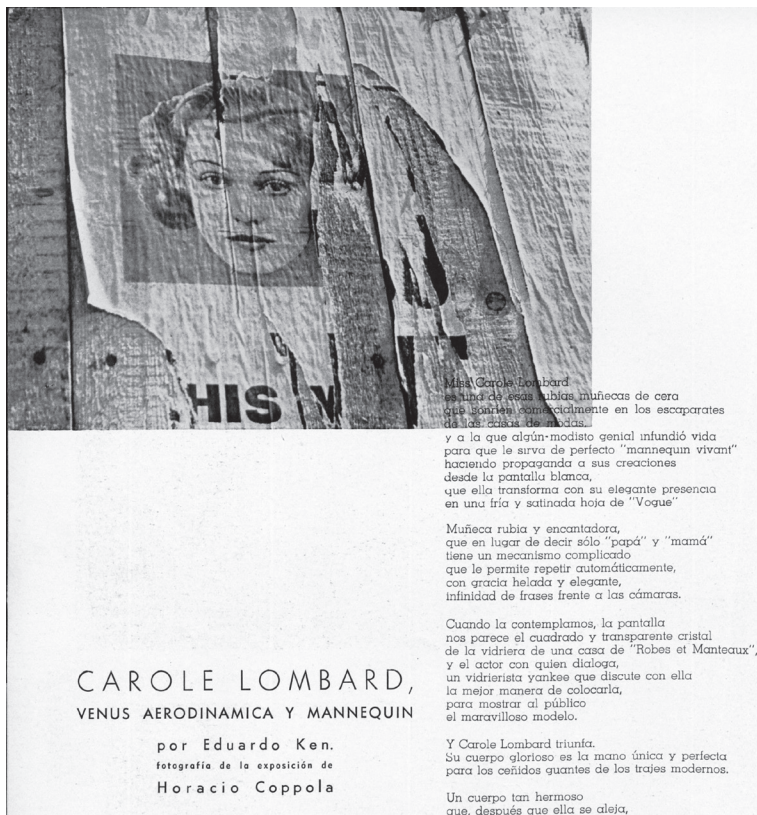 HIS
CAROLE LOMBARD,
VENUS AERODINAMICA Y MANNEQUIN
por Eduardo Ken.
fotografía de la exposición de
Horacio Coppola
Miss Carole Lombard
es una de esas rubias muñecas de cera
que sonríen comercialmente en los escaparates
de las casas de modas,
y a la que algún modisto genial infundió vida
para que le sirva de perfecto "mannequin vivant"
haciendo propaganda a sus creaciones
desde la pantalla blanca,
que ella transforma con su elegante presencia
en una fría y satinada hoja de "Vogue"
Muñeca rubia y encantadora,
que en lugar de decir sólo "papá" y "mamá"
tiene un mecanismo complicado
que le permite repetir automáticamente,
con gracia helada y elegante,
infinidad de frases frente a las cámaras.
Cuando la contemplamos, la pantalla
nos parece el cuadrado y transparente cristal
de la vidriera de una casa de "Robes et Manteaux",
y el actor con quien dialoga,
un vidrierista yankee que discute con ella
la mejor manera de colocarla,
para mostrar al público
el maravilloso modelo.
Y Carole Lombard triunfa.
Su cuerpo glorioso es la mano única y perfecta
para los ceñidos guantes de los trajes modernos.
Un cuerpo tan hermoso
que, después que ella se aleja,